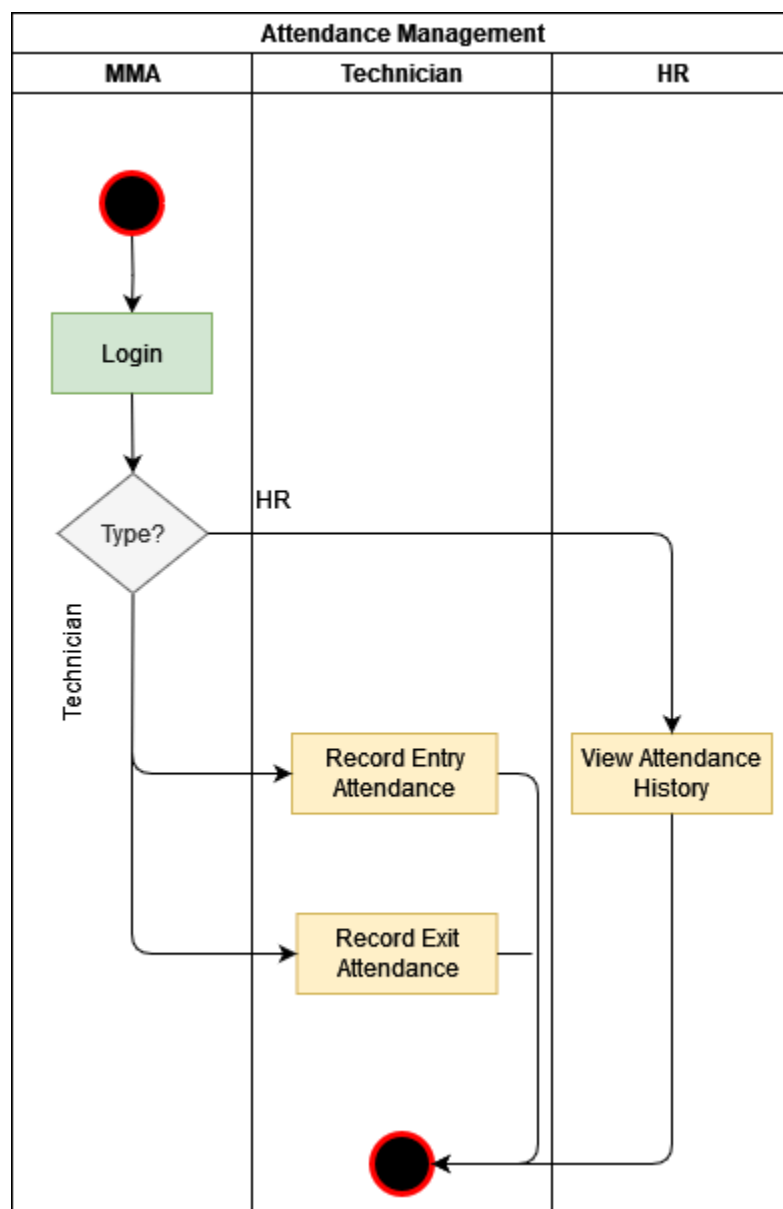 Attendance Management
MMA
Technician
HR
Login
HR
Type?
Technician
Record Entry
Attendance
View Attendance
History
Record Exit
Attendance